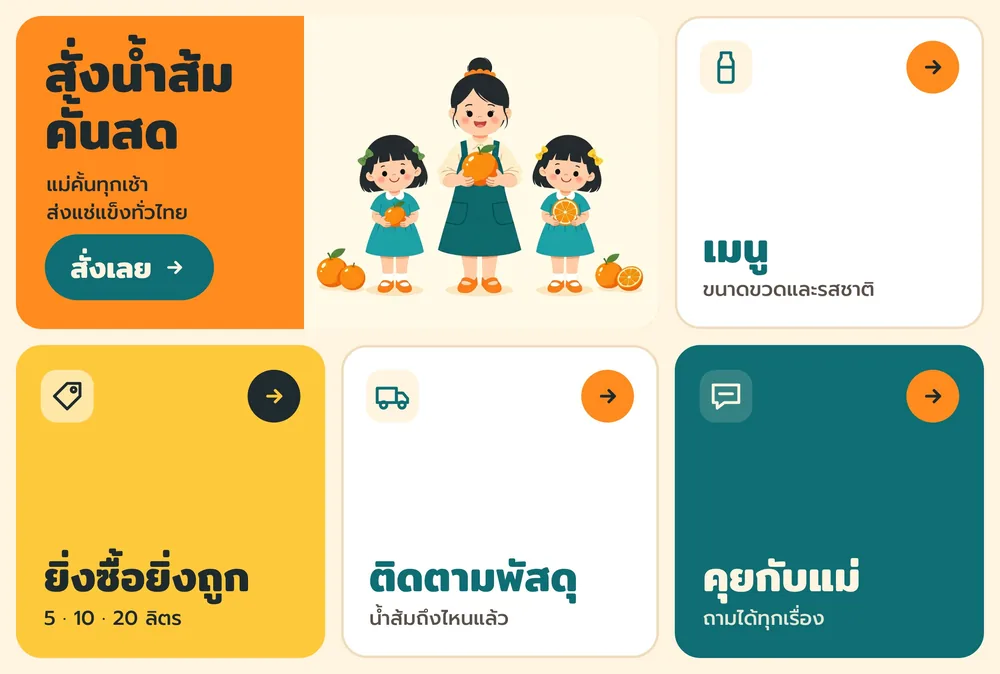 สั่งน้ำส้ม
คั้นสด
แม่คั้นทุกเช้า
ส่งแช่แข็งทั่วไทย
สั่งเลย
เมนู
ขนาดขวดและรสชาติ
ยิ่งซื้อยิ่งถูก
5 · 10 · 20 ลิตร
ติดตามพัสดุ
น้ำส้มถึงไหนแล้ว
คุยกับแม่
ถามได้ทุกเรื่อง